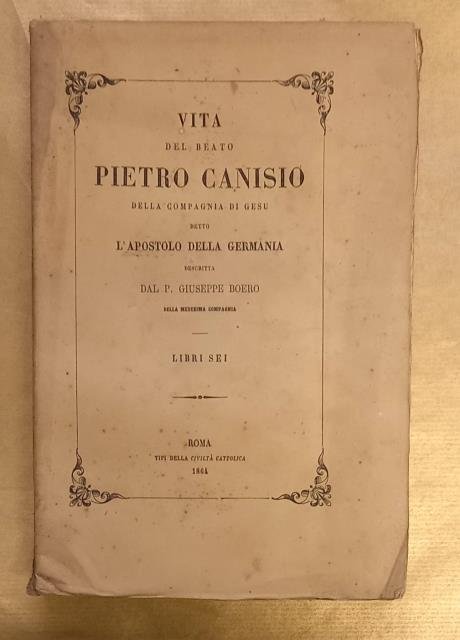 VITA
DEL BEATO
PIETRO CANISIO
DELLA COMPAGNIA DI GESU
DETTO
L'APOSTOLO DELLA GERMANIA
DESCRITTA
DAL P. GIUSEPPE BOERO
DELLA MEDESIMA COMPAGNIA
LIBRI SEI
ROMA
TIPI DELLA CIVILTÀ CATTOLICA
1864